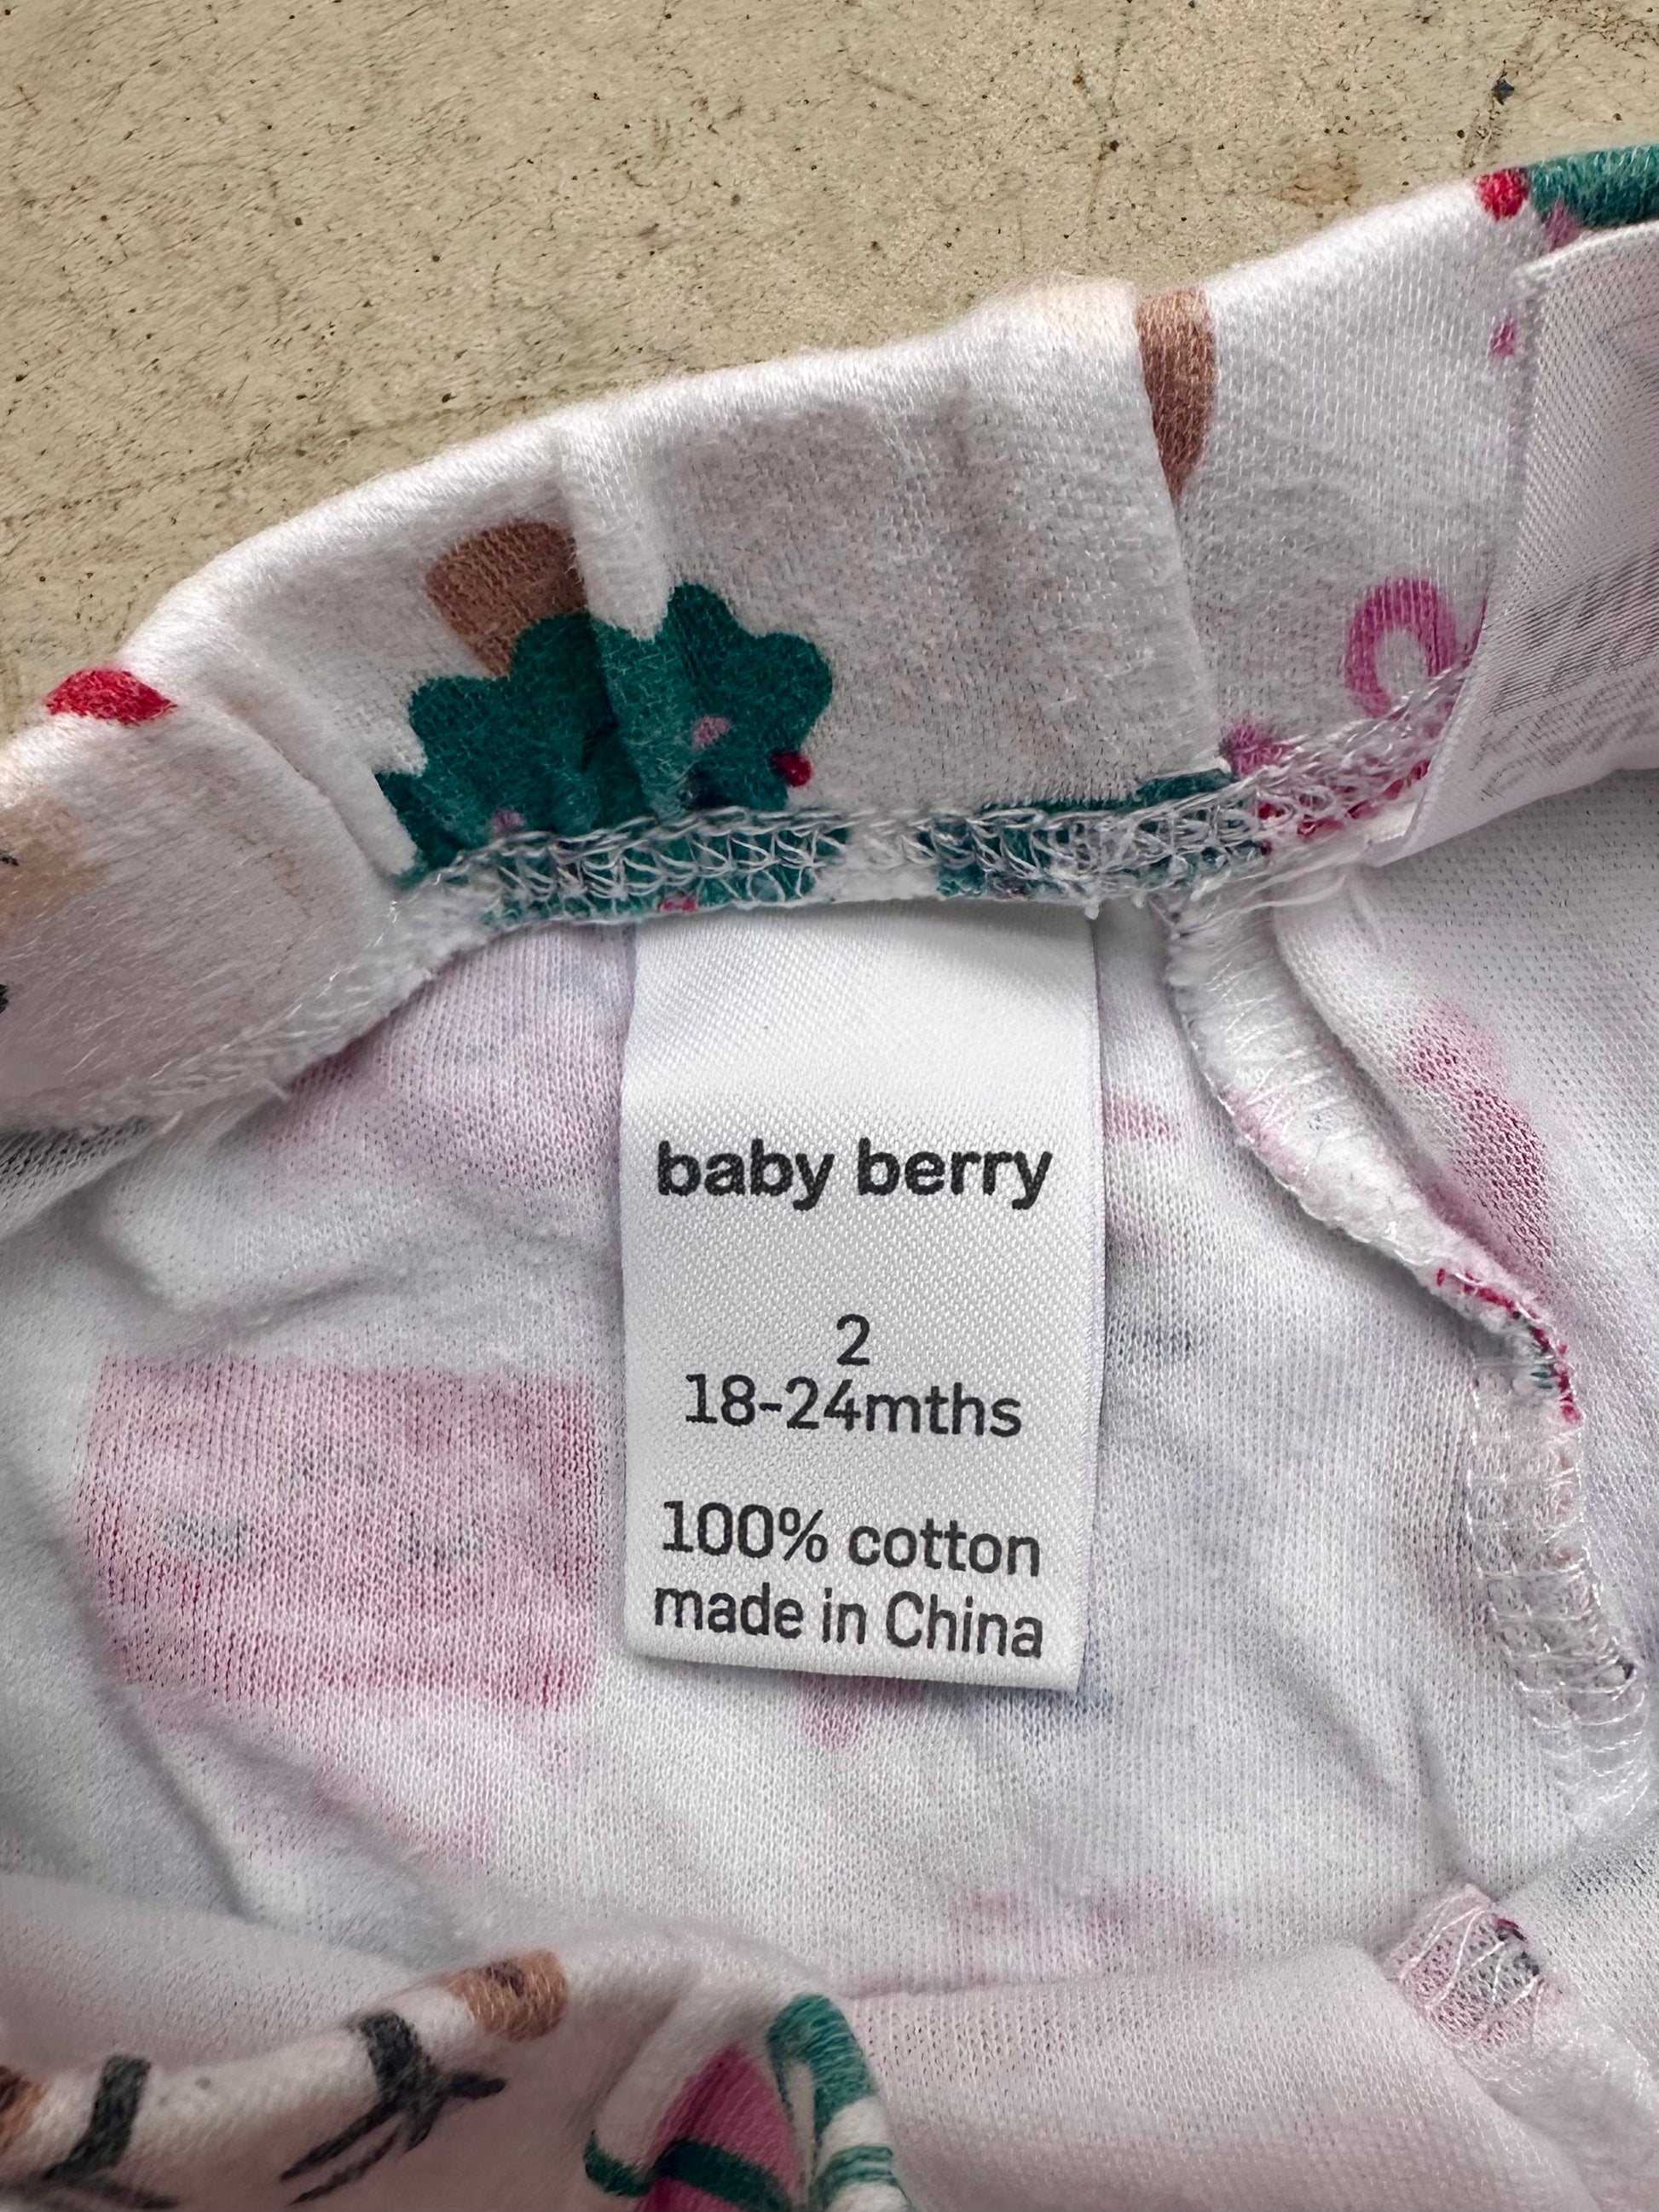 baby berry
2
18-24mths
100% cotton
made in China